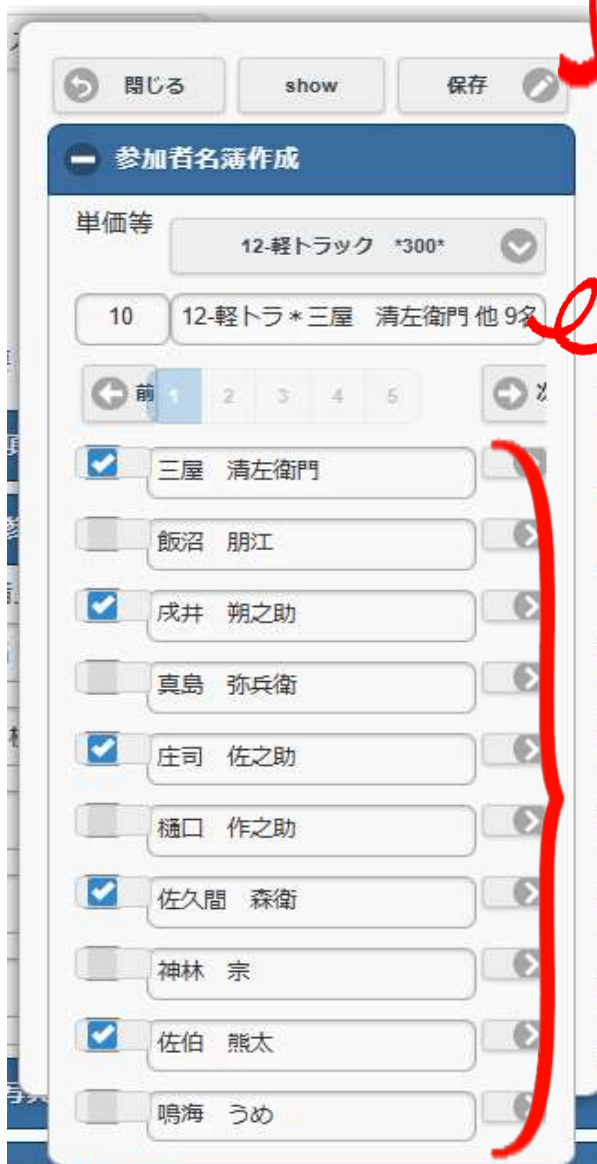 閉じる show 保存
参加者名簿作成
単価等 12-軽トラック *300*
10 12-軽トラ*三屋 清左衛門 他 9名
前 1 2 3 4 5
三屋 清左衛門
飯沼 朋江
戌井 朔之助
真島 弥兵衛
庄司 佐之助
樋口 作之助
佐久間 森衛
神林 宗
佐伯 熊太
鳴海 うめ